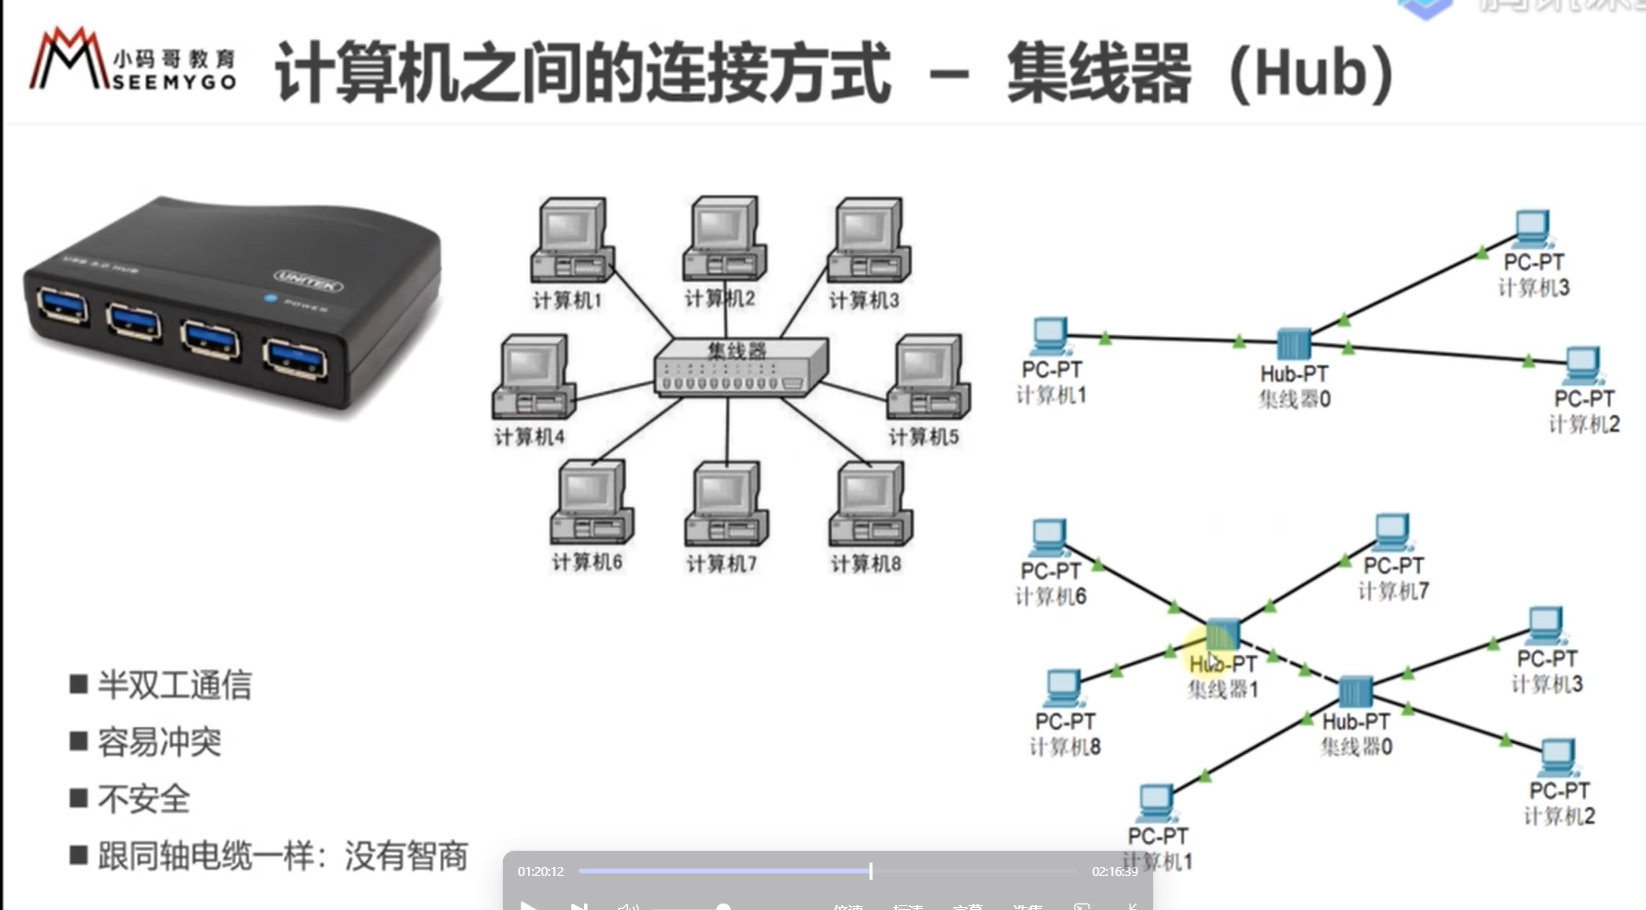 小码哥教育
SEEMYGO
计算机之间的连接方式 - 集线器（Hub）
USB 3.0 HUB
UNITEK
POWER
计算机1
计算机2
计算机3
集线器
计算机4
计算机5
计算机6
计算机7
计算机8
PC-PT
计算机3
PC-PT
计算机1
Hub-PT
集线器0
PC-PT
计算机2
PC-PT
计算机6
PC-PT
计算机7
Hub-PT
集线器1
PC-PT
计算机3
PC-PT
计算机8
Hub-PT
集线器0
PC-PT
计算机2
PC-PT
计算机1
■ 半双工通信
■ 容易冲突
■ 不安全
■ 跟同轴电缆一样：没有智商
01:20:12
02:16:39